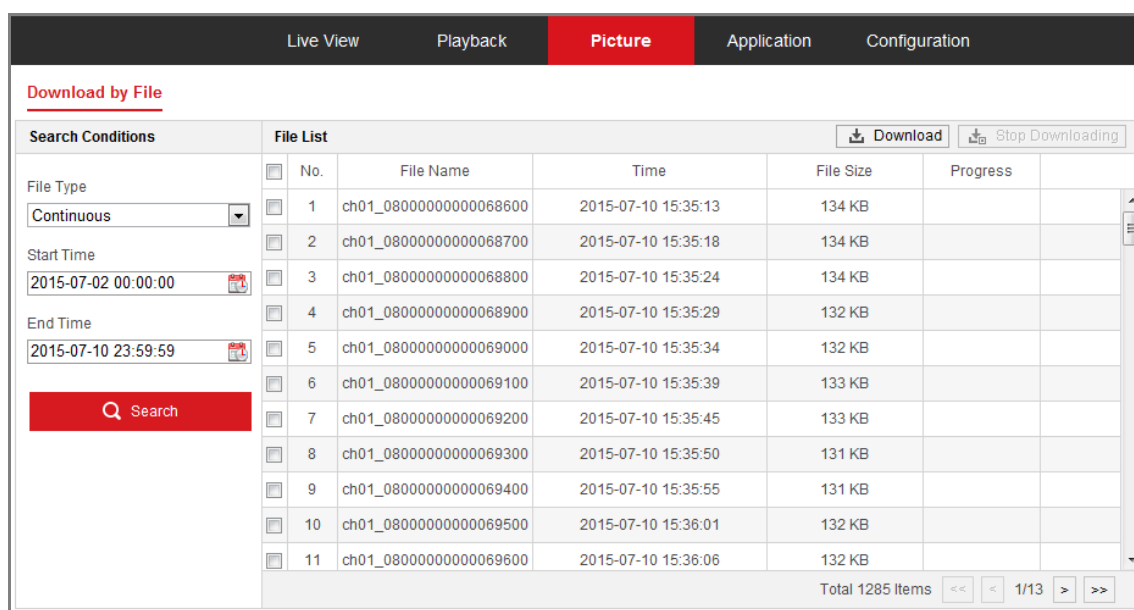 Live View Playback Picture Application Configuration
Download by File
Search Conditions
File Type
Continuous
Start Time
2015-07-02 00:00:00
End Time
2015-07-10 23:59:59
Search
File List Download Stop Downloading
No. File Name Time File Size Progress
1 ch01_08000000000068600 2015-07-10 15:35:13 134 KB
2 ch01_08000000000068700 2015-07-10 15:35:18 134 KB
3 ch01_08000000000068800 2015-07-10 15:35:24 134 KB
4 ch01_08000000000068900 2015-07-10 15:35:29 132 KB
5 ch01_08000000000069000 2015-07-10 15:35:34 132 KB
6 ch01_08000000000069100 2015-07-10 15:35:39 133 KB
7 ch01_08000000000069200 2015-07-10 15:35:45 133 KB
8 ch01_08000000000069300 2015-07-10 15:35:50 131 KB
9 ch01_08000000000069400 2015-07-10 15:35:55 131 KB
10 ch01_08000000000069500 2015-07-10 15:36:01 132 KB
11 ch01_08000000000069600 2015-07-10 15:36:06 132 KB
Total 1285 Items << < 1/13 > >>